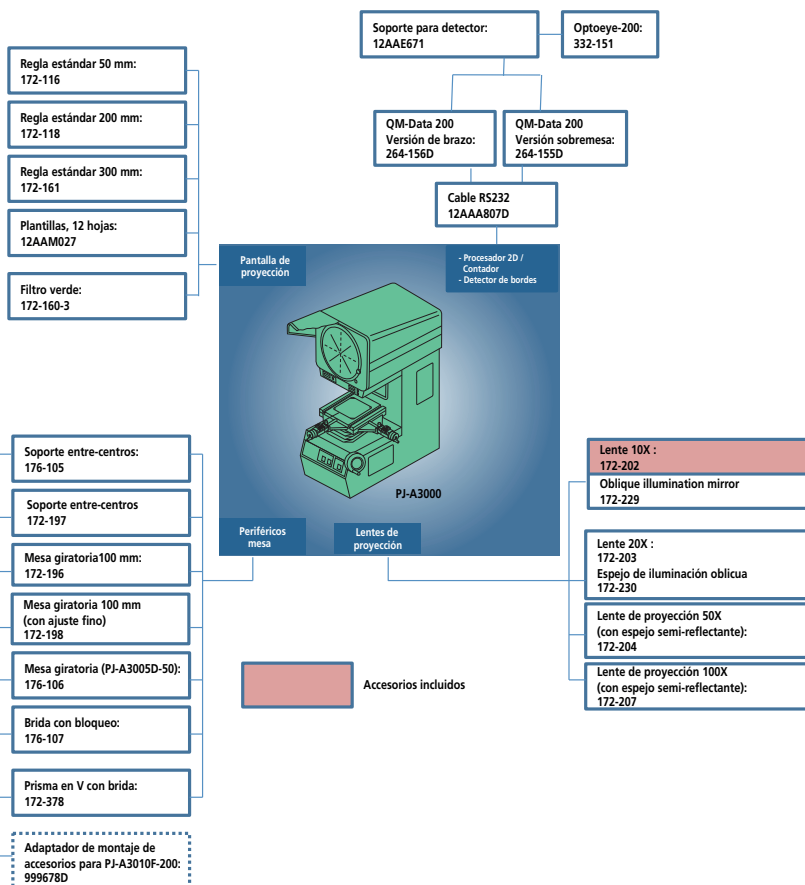 Soporte para detector:
12AAE671
Optoeye-200:
332-151
QM-Data 200
Versión de brazo:
264-156D
QM-Data 200
Versión sobremesa:
264-155D
Cable RS232
12AAA807D
Regla estándar 50 mm:
172-116
Regla estándar 200 mm:
172-118
Regla estándar 300 mm:
172-161
Plantillas, 12 hojas:
12AAM027
Filtro verde:
172-160-3
Pantalla de
proyección
- Procesador 2D /
Contador
- Detector de bordes
PJ-A3000
Periféricos
mesa
Lentes de
proyección
Soporte entre-centros:
176-105
Soporte entre-centros
172-197
Mesa giratoria100 mm:
172-196
Mesa giratoria 100 mm
(con ajuste fino)
172-198
Mesa giratoria (PJ-A3005D-50):
176-106
Brida con bloqueo:
176-107
Prisma en V con brida:
172-378
Adaptador de montaje de
accesorios para PJ-A3010F-200:
999678D
Accesorios incluidos
Lente 10X :
172-202
Oblique illumination mirror
172-229
Lente 20X :
172-203
Espejo de iluminación oblicua
172-230
Lente de proyección 50X
(con espejo semi-reflectante):
172-204
Lente de proyección 100X
(con espejo semi-reflectante):
172-207